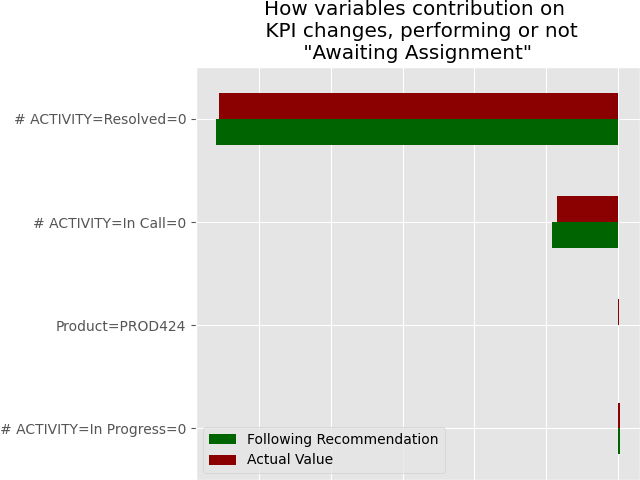 How variables contribution on
KPI changes, performing or not
"Awaiting Assignment"
# ACTIVITY=Resolved=0
# ACTIVITY=In Call=0
Product=PROD424
# ACTIVITY=In Progress=0
Following Recommendation
Actual Value